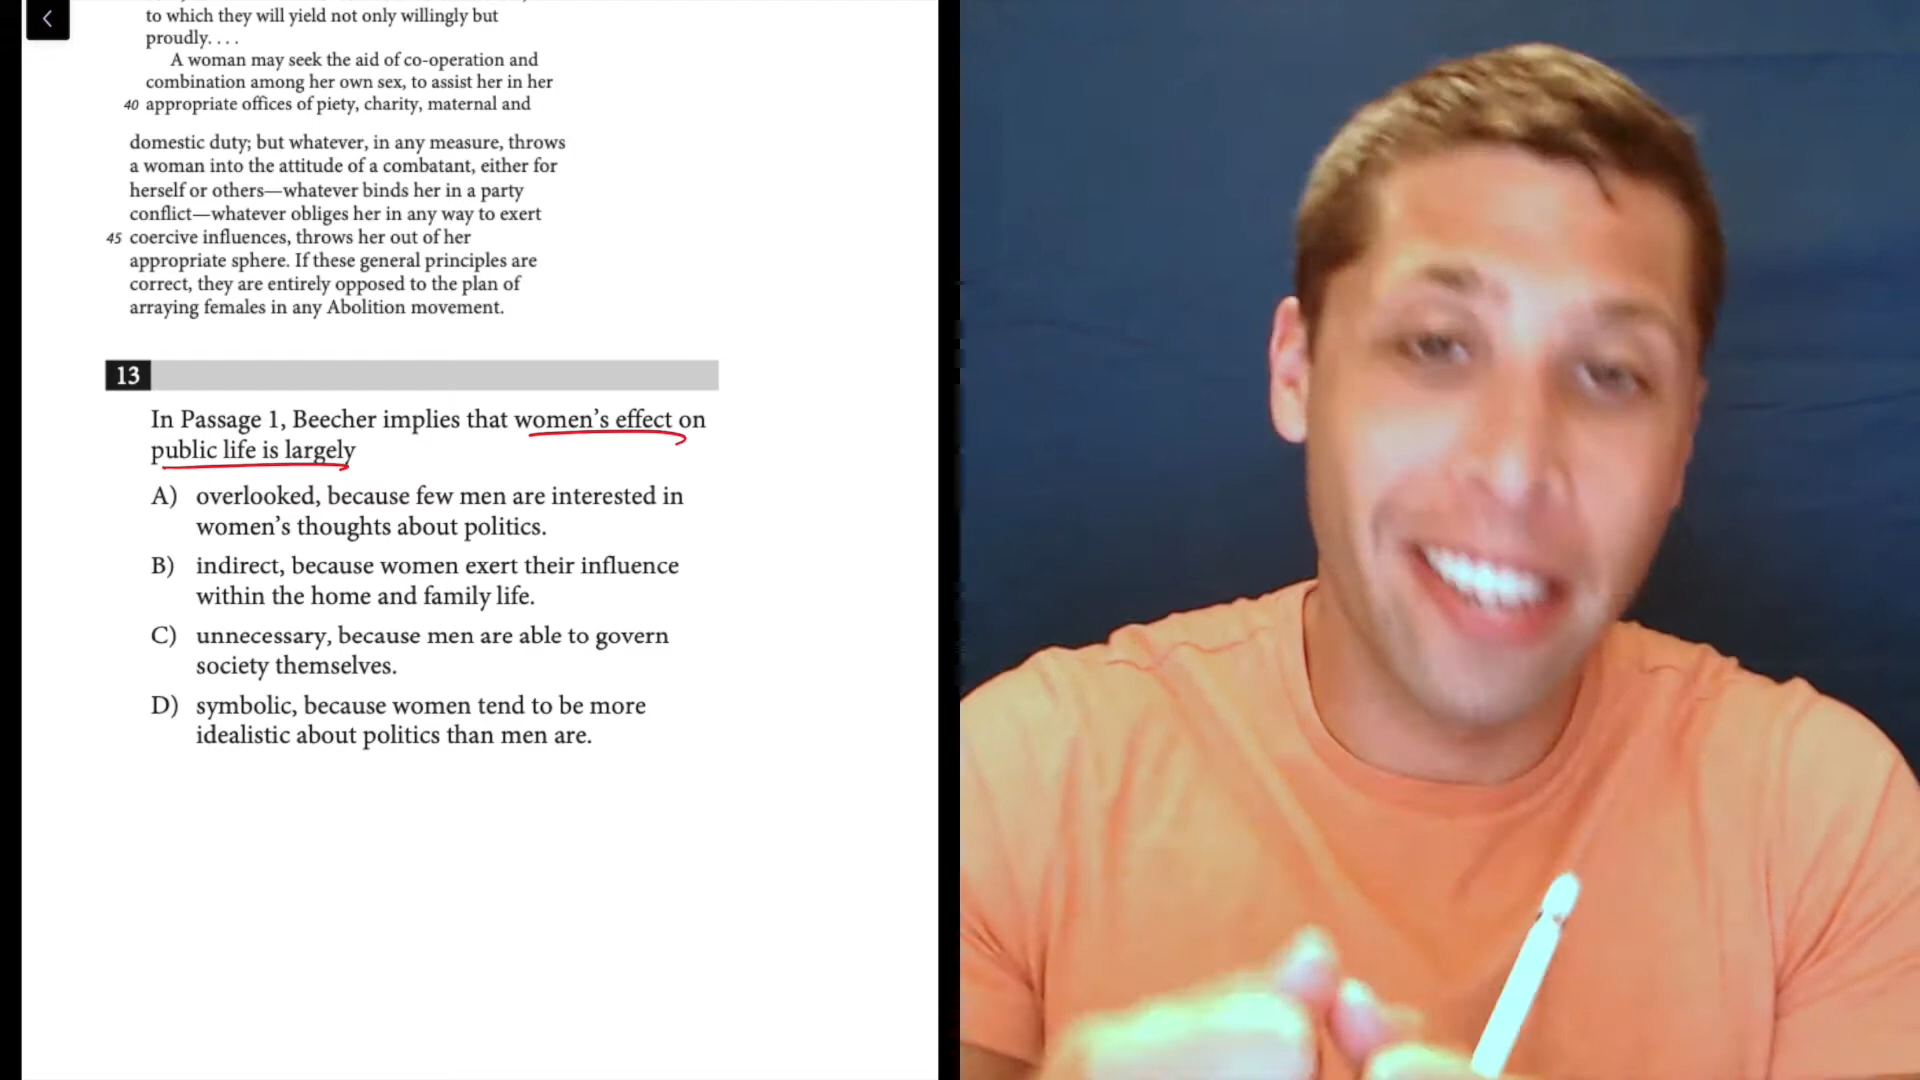 to which they will yield not only willingly but
proudly. . . .
A woman may seek the aid of co-operation and
combination among her own sex, to assist her in her
40 appropriate offices of piety, charity, maternal and
domestic duty; but whatever, in any measure, throws
a woman into the attitude of a combatant, either for
herself or others—whatever binds her in a party
conflict—whatever obliges her in any way to exert
45 coercive influences, throws her out of her
appropriate sphere. If these general principles are
correct, they are entirely opposed to the plan of
arraying females in any Abolition movement.
13
In Passage 1, Beecher implies that women’s effect on
public life is largely
A) overlooked, because few men are interested in
women’s thoughts about politics.
B) indirect, because women exert their influence
within the home and family life.
C) unnecessary, because men are able to govern
society themselves.
D) symbolic, because women tend to be more
idealistic about politics than men are.